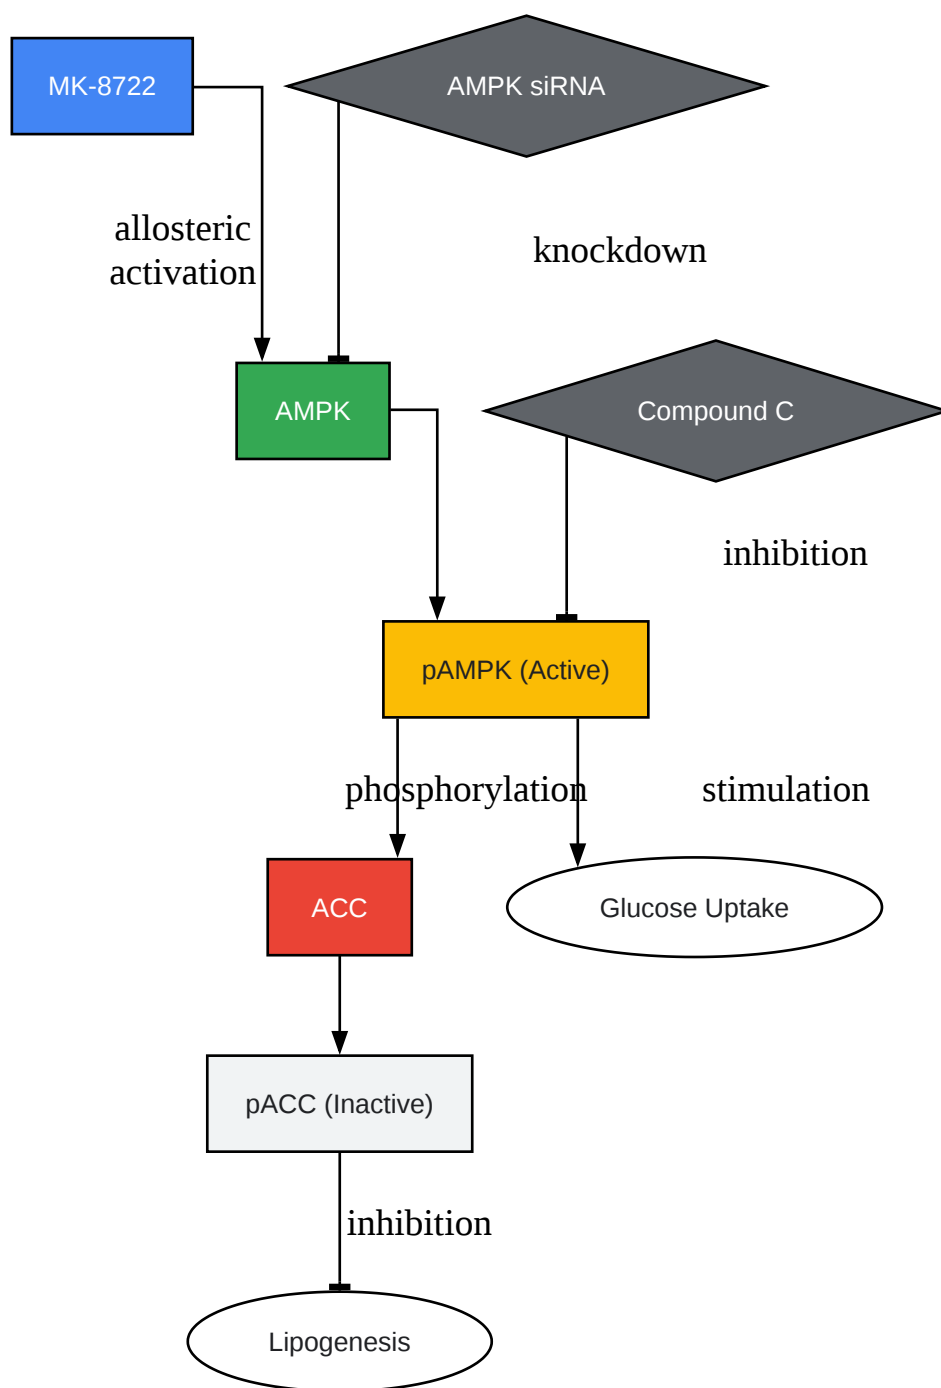 MK-8722
AMPK siRNA
allosteric
activation
knockdown
AMPK
Compound C
inhibition
pAMPK (Active)
phosphorylation
stimulation
ACC
Glucose Uptake
pACC (Inactive)
inhibition
Lipogenesis